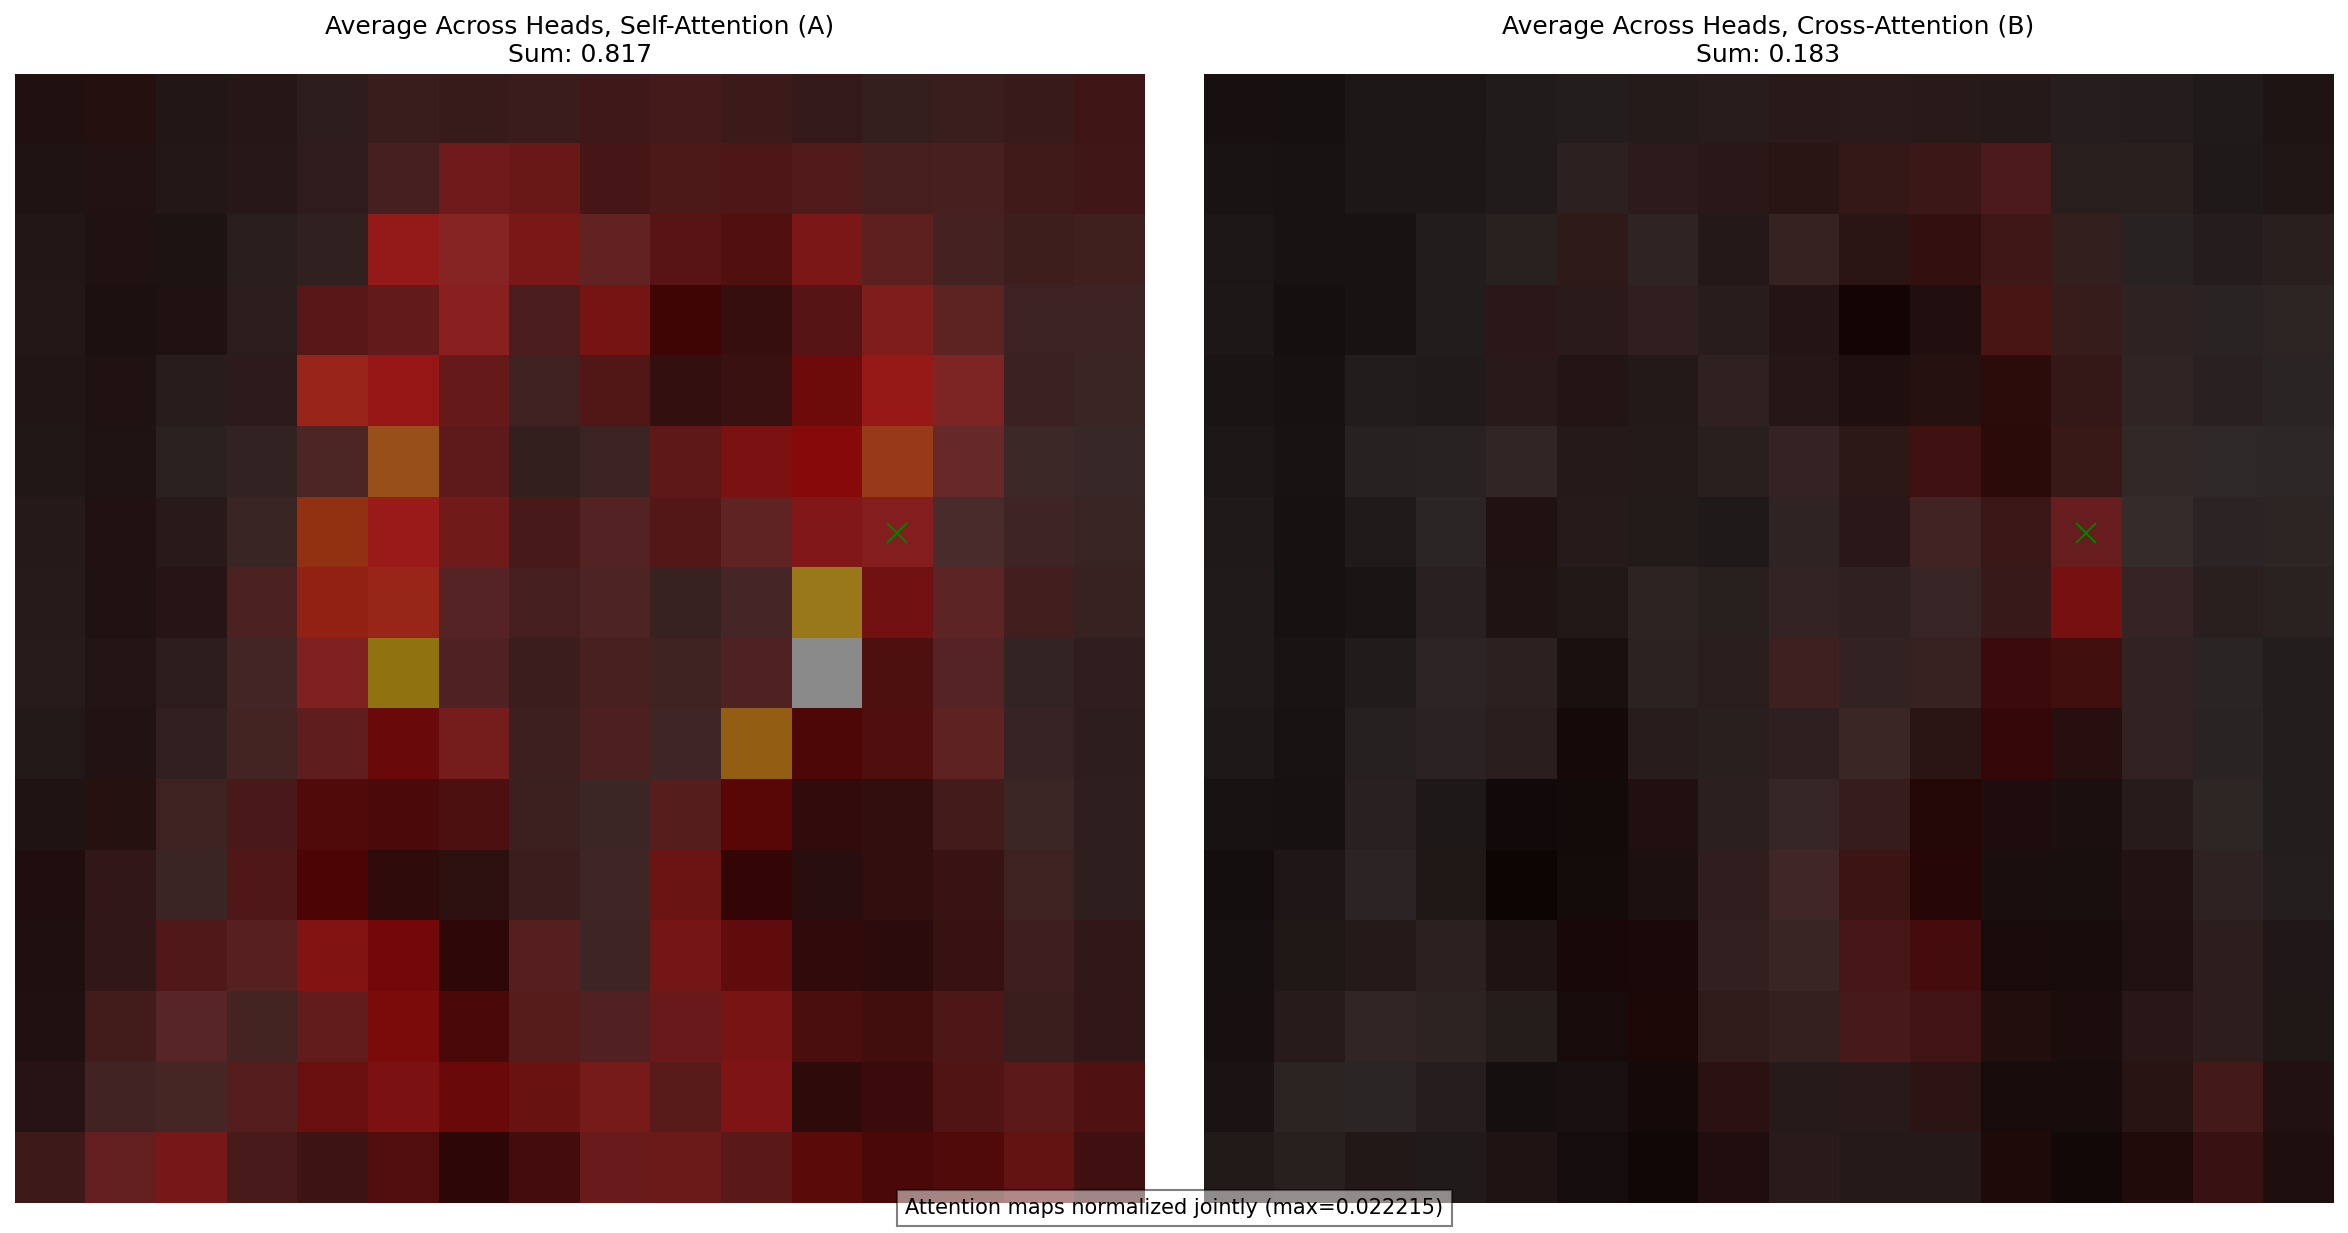 Average Across Heads, Self-Attention (A)
Sum: 0.817
Average Across Heads, Cross-Attention (B)
Sum: 0.183
Attention maps normalized jointly (max=0.022215)